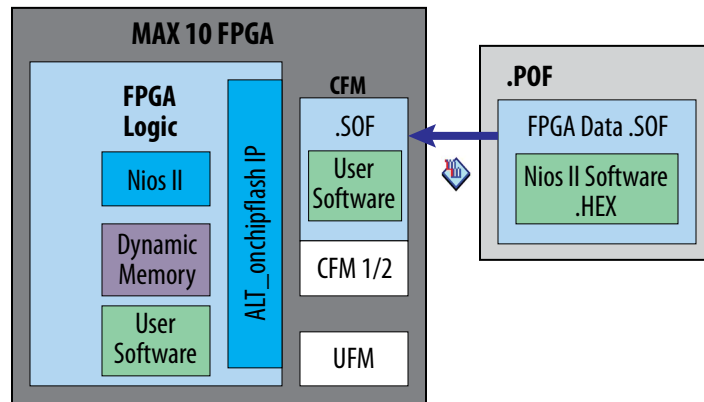 MAX 10 FPGA
FPGA
Logic
Nios II
Dynamic
Memory
User
Software
ALT_onchipflash IP
CFM
.SOF
User
Software
CFM 1/2
UFM
.POF
FPGA Data .SOF
Nios II Software
.HEX